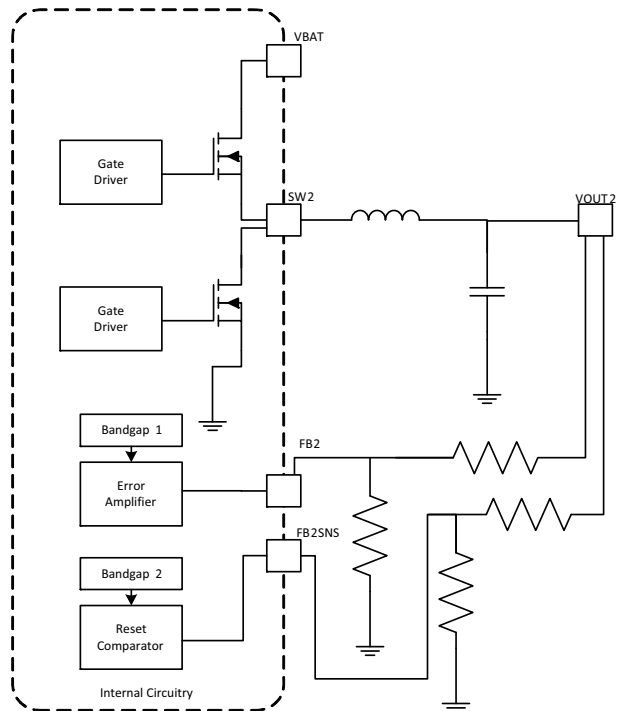 VBAT
Gate
Driver
SW2
VOUT2
Gate
Driver
Bandgap 1
FB2
Error
Amplifier
FB2SNS
Bandgap 2
Reset
Comparator
Internal Circuitry